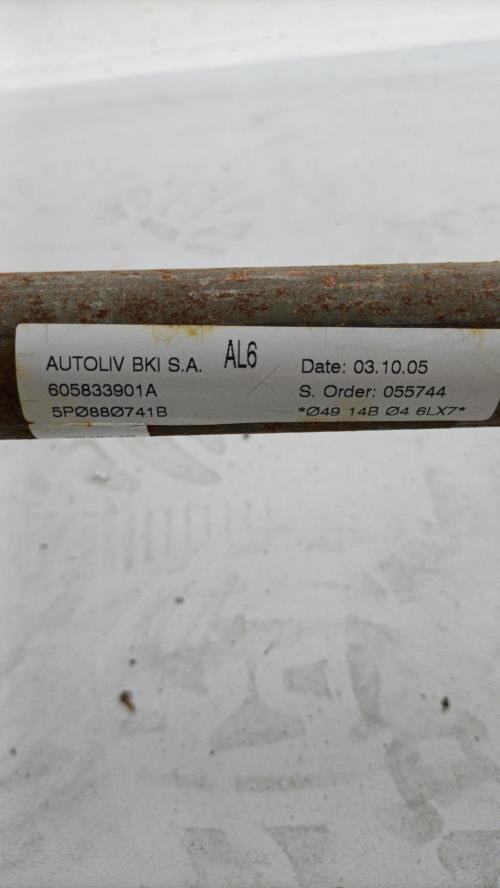 AUTOLIV BKI S.A. AL6
605833901A
5PØ88Ø741B
Date: 03.10.05
S. Order: 055744
*Ø49 14B Ø4 6LX7*